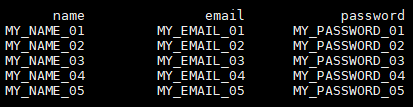 name email password
MY_NAME_01 MY_EMAIL_01 MY_PASSWORD_01
MY_NAME_02 MY_EMAIL_02 MY_PASSWORD_02
MY_NAME_03 MY_EMAIL_03 MY_PASSWORD_03
MY_NAME_04 MY_EMAIL_04 MY_PASSWORD_04
MY_NAME_05 MY_EMAIL_05 MY_PASSWORD_05